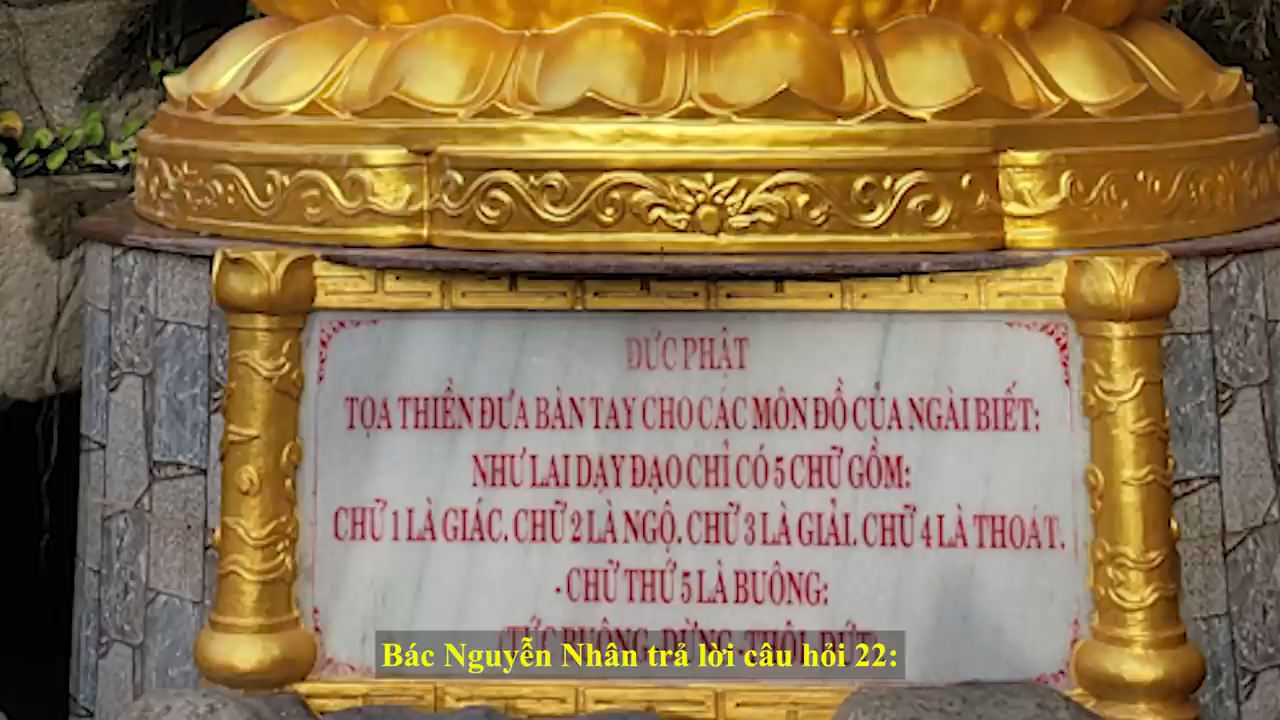 ĐỨC PHẬT
TỌA THIỀN ĐƯA BÀN TAY CHO CÁC MÔN ĐỒ CỦA NGÀI BIẾT:
NHƯ LAI DẠY ĐẠO CHỈ CÓ 5 CHỮ GỒM:
CHỮ 1 LÀ GIÁC. CHỮ 2 LÀ NGỘ. CHỮ 3 LÀ GIẢI. CHỮ 4 LÀ THOÁT.
- CHỮ THỨ 5 LÀ BUÔNG:
Bác Nguyễn Nhân trả lời câu hỏi 22: